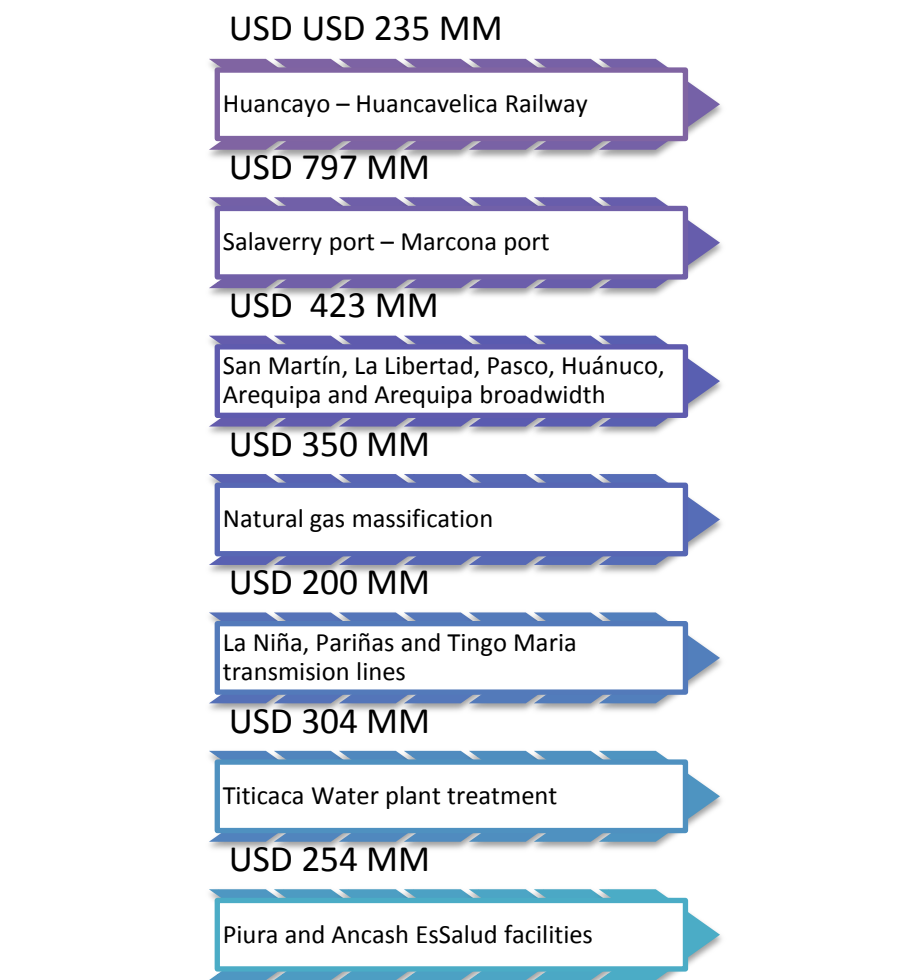 USD USD 235 MM
Huancayo – Huancavelica Railway
USD 797 MM
Salaverry port – Marcona port
USD  423 MM
San Martín, La Libertad, Pasco, Huánuco,
Arequipa and Arequipa broadwidth
USD 350 MM
Natural gas massification
USD 200 MM
La Niña, Pariñas and Tingo Maria
transmision lines
USD 304 MM
Titicaca Water plant treatment
USD 254 MM
Piura and Ancash EsSalud facilities